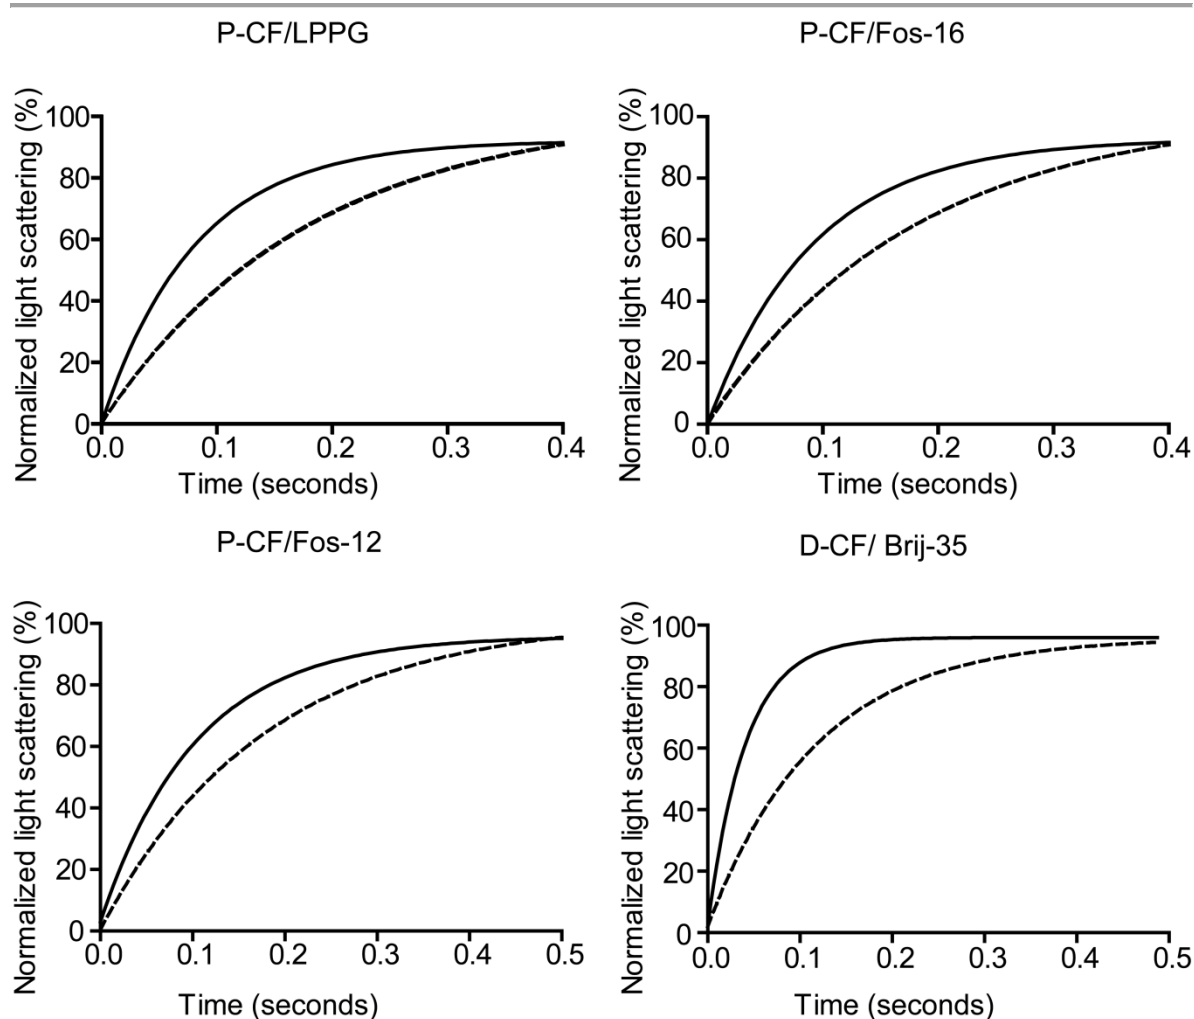 P-CF/LPPG
Normalized light scattering (%)
100
80
60
40
20
0
0.0 0.1 0.2 0.3 0.4
Time (seconds)
P-CF/Fos-16
Normalized light scattering (%)
100
80
60
40
20
0
0.0 0.1 0.2 0.3 0.4
Time (seconds)
P-CF/Fos-12
Normalized light scattering (%)
100
80
60
40
20
0
0.0 0.1 0.2 0.3 0.4 0.5
Time (seconds)
D-CF/ Brij-35
Normalized light scattering (%)
100
80
60
40
20
0
0.0 0.1 0.2 0.3 0.4 0.5
Time (seconds)